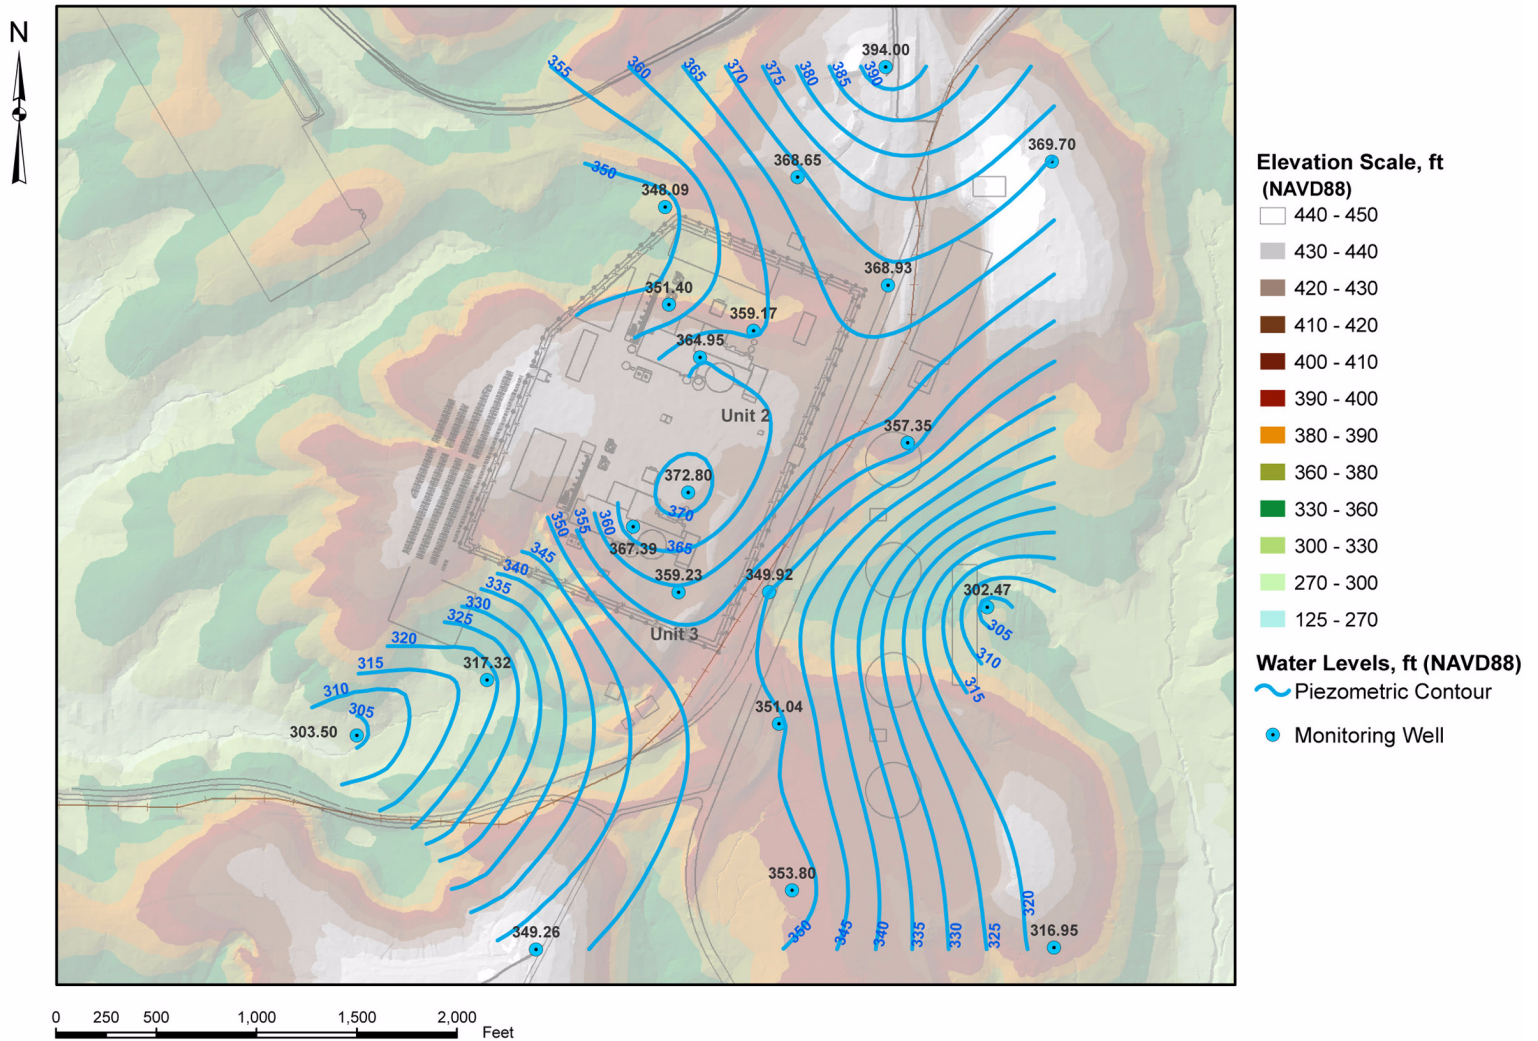 N
394.00
355
360
365
370
375
380
385
390
369.70
368.65
350
348.09
368.93
351.40
359.17
364.95
Unit 2
357.35
372.80
370
350
355
360
367.39
365
345
340
335
330
325
320
315
310
305
359.23
349.92
302.47
305
310
315
Unit 3
317.32
303.50
351.04
353.80
349.26
350
345
340
335
330
325
320
316.95
Elevation Scale, ft
(NAVD88)
440 - 450
430 - 440
420 - 430
410 - 420
400 - 410
390 - 400
380 - 390
360 - 380
330 - 360
300 - 330
270 - 300
125 - 270
Water Levels, ft (NAVD88)
Piezometric Contour
Monitoring Well
0 250 500 1,000 1,500 2,000
Feet